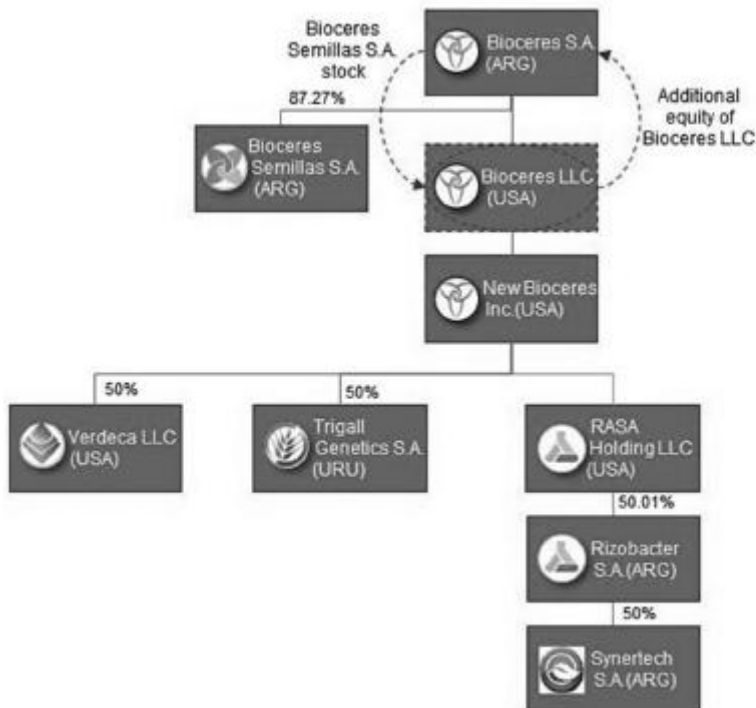 Bioceres
Semillas S.A.
stock
Bioceres S.A.
(ARG)
Additional
equity of
Bioceres LLC
87.27%
Bioceres
Semillas S.A.
(ARG)
Bioceres LLC
(USA)
New Bioceres
Inc.(USA)
50%
50%
Verdeca LLC
(USA)
Trigall
Genetics S.A.
(URU)
RASA
Holding LLC
(USA)
50.01%
Rizobacter
S.A.(ARG)
50%
Synertech
S.A.(ARG)